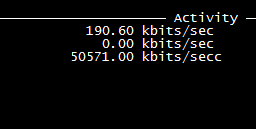 Activity
190.60 kbits/sec
0.00 kbits/sec
50571.00 kbits/secc